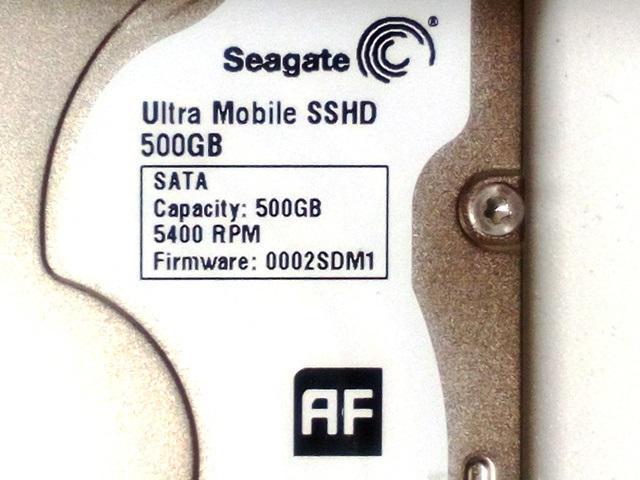 Seagate ®
Ultra Mobile SSHD
500GB
SATA
Capacity: 500GB
5400 RPM
Firmware: 0002SDM1
AF